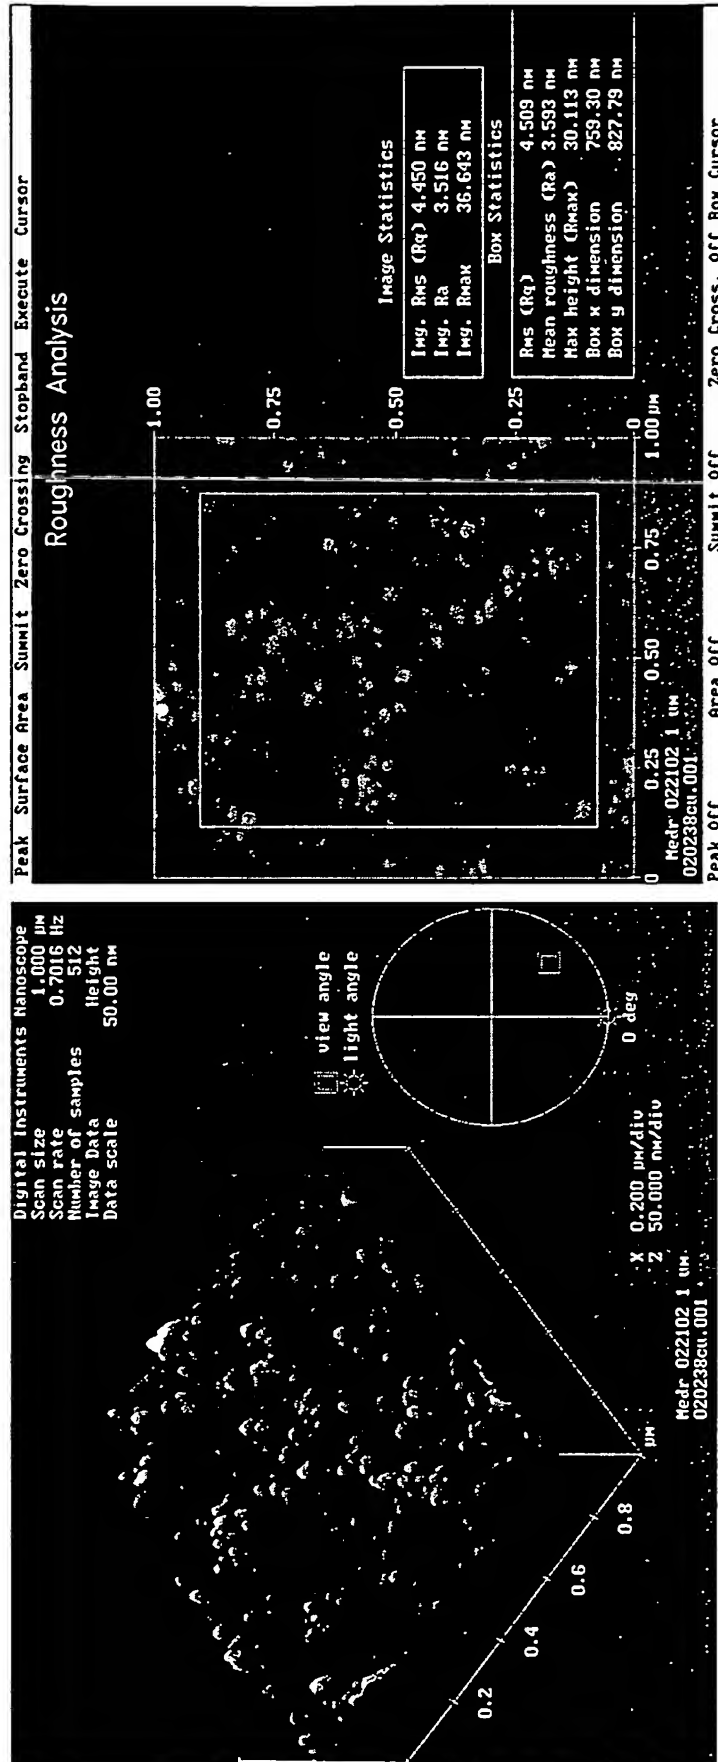 Digital Instruments Nanoscope
Scan size 1.000 µm
Scan rate 0.7016 Hz
Number of samples 512
Image Data Height
Data scale 50.00 nm
view angle
light angle
0 deg
0.2
0.4
0.6
0.8
µm
X 0.200 µm/div
Z 50.000 nm/div
Medr 022102 1 um
020238cu.001
Peak Surface Area Summit Zero Crossing Stopband Execute Cursor
Roughness Analysis
1.00
0.75
0.50
0.25
0
0
0.25
0.50
0.75
1.00 µm
Image Statistics
Img. Rms (Rq) 4.450 nm
Img. Ra 3.516 nm
Img. Rmax 36.643 nm
Box Statistics
Rms (Rq) 4.509 nm
Mean roughness (Ra) 3.593 nm
Max height (Rmax) 30.113 nm
Box x dimension 759.30 nm
Box y dimension 827.79 nm
Medr 022102 1 um
020238cu.001
Peak Off Area Off Summit Off Zero Cross. Off Box Cursor